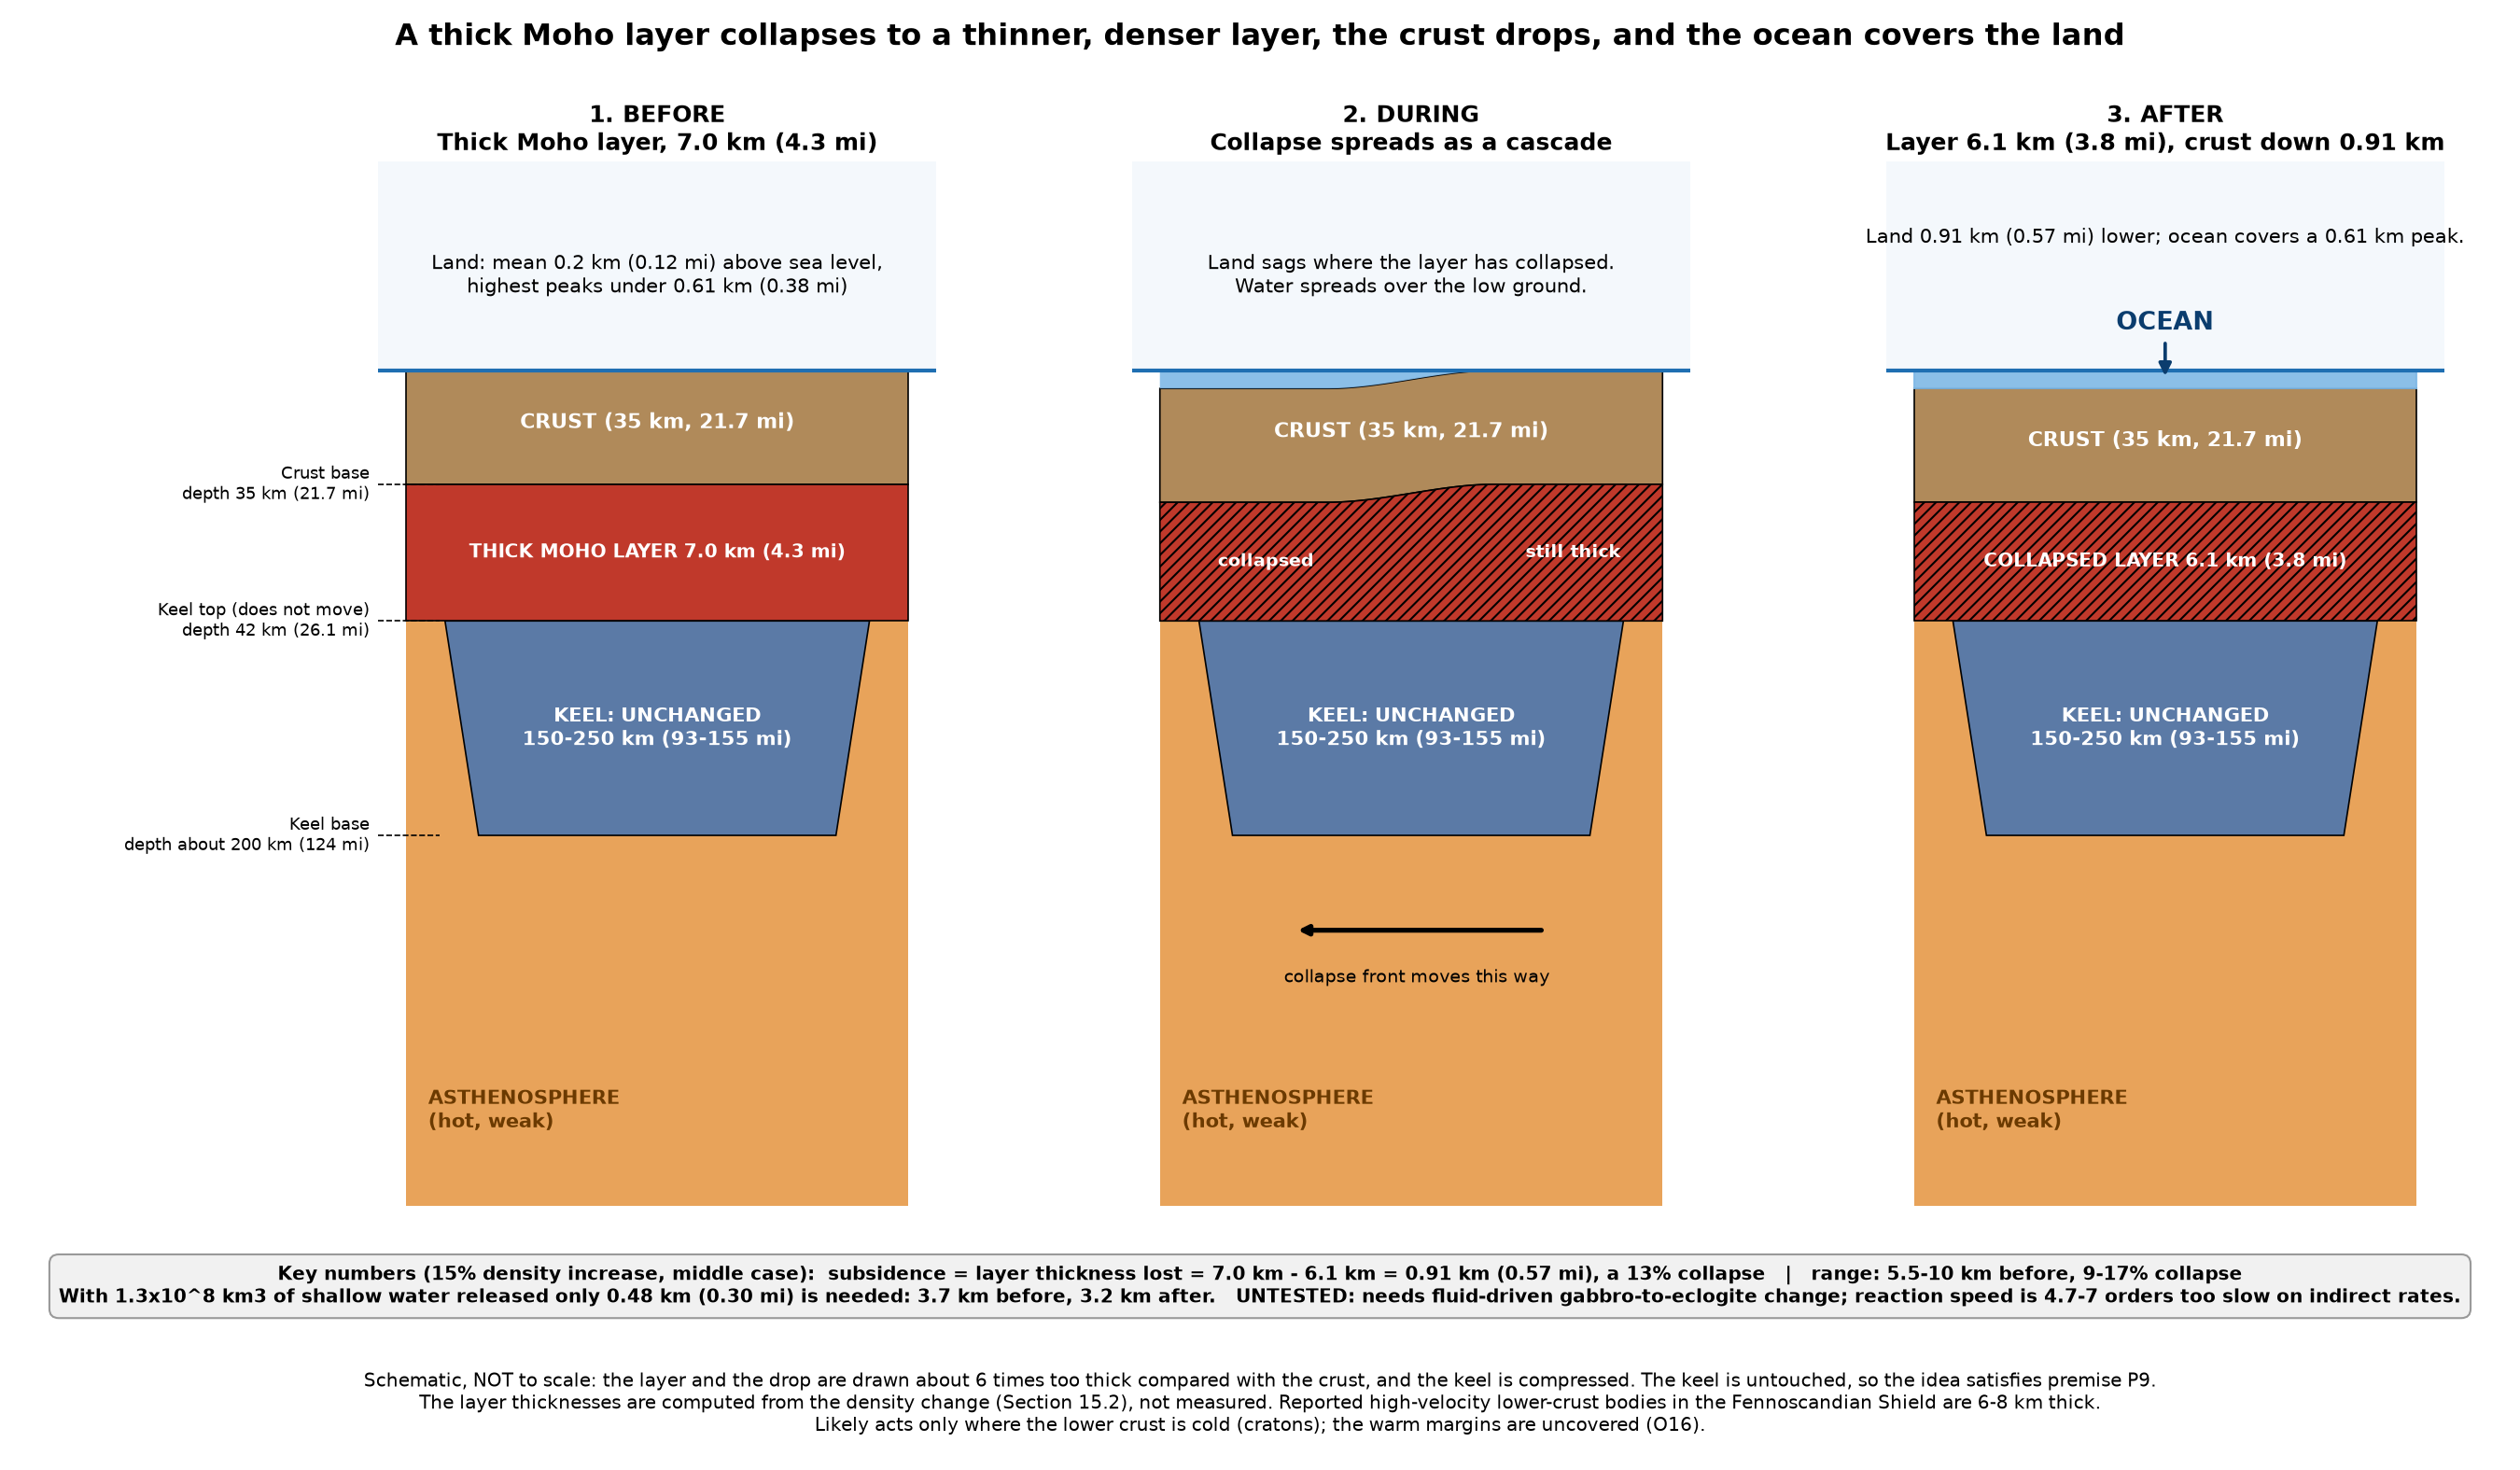 A thick Moho layer collapses to a thinner, denser layer, the crust drops, and the ocean covers the land
1. BEFORE
Thick Moho layer, 7.0 km (4.3 mi)
Land: mean 0.2 km (0.12 mi) above sea level,
highest peaks under 0.61 km (0.38 mi)
CRUST (35 km, 21.7 mi)
Crust base
depth 35 km (21.7 mi)
THICK MOHO LAYER 7.0 km (4.3 mi)
Keel top (does not move)
depth 42 km (26.1 mi)
KEEL: UNCHANGED
150-250 km (93-155 mi)
Keel base
depth about 200 km (124 mi)
ASTHENOSPHERE
(hot, weak)
2. DURING
Collapse spreads as a cascade
Land sags where the layer has collapsed.
Water spreads over the low ground.
CRUST (35 km, 21.7 mi)
collapsed
still thick
KEEL: UNCHANGED
150-250 km (93-155 mi)
collapse front moves this way
ASTHENOSPHERE
(hot, weak)
3. AFTER
Layer 6.1 km (3.8 mi), crust down 0.91 km
Land 0.91 km (0.57 mi) lower; ocean covers a 0.61 km peak.
OCEAN
CRUST (35 km, 21.7 mi)
COLLAPSED LAYER 6.1 km (3.8 mi)
KEEL: UNCHANGED
150-250 km (93-155 mi)
ASTHENOSPHERE
(hot, weak)
Key numbers (15% density increase, middle case):  subsidence = layer thickness lost = 7.0 km - 6.1 km = 0.91 km (0.57 mi), a 13% collapse   |   range: 5.5-10 km before, 9-17% collapse
With 1.3x10^8 km3 of shallow water released only 0.48 km (0.30 mi) is needed: 3.7 km before, 3.2 km after.   UNTESTED: needs fluid-driven gabbro-to-eclogite change; reaction speed is 4.7-7 orders too slow on indirect rates.
Schematic, NOT to scale: the layer and the drop are drawn about 6 times too thick compared with the crust, and the keel is compressed. The keel is untouched, so the idea satisfies premise P9.
The layer thicknesses are computed from the density change (Section 15.2), not measured. Reported high-velocity lower-crust bodies in the Fennoscandian Shield are 6-8 km thick.
Likely acts only where the lower crust is cold (cratons); the warm margins are uncovered (O16).